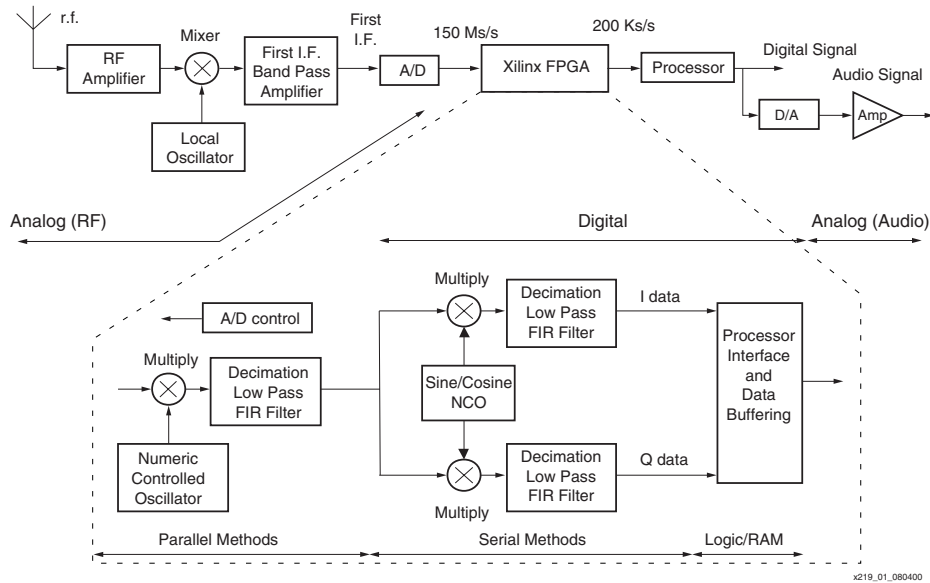 r.f.
RF
Amplifier
Mixer
Local
Oscillator
First I.F.
Band Pass
Amplifier
First
I.F.
A/D
150 Ms/s
Xilinx FPGA
200 Ks/s
Processor
Digital Signal
Audio Signal
D/A
Amp
Analog (RF)
Digital
Analog (Audio)
A/D control
Multiply
Numeric
Controlled
Oscillator
Decimation
Low Pass
FIR Filter
Multiply
Sine/Cosine
NCO
Multiply
Decimation
Low Pass
FIR Filter
I data
Decimation
Low Pass
FIR Filter
Q data
Processor
Interface
and
Data
Buffering
Parallel Methods
Serial Methods
Logic/RAM
x219_01_080400